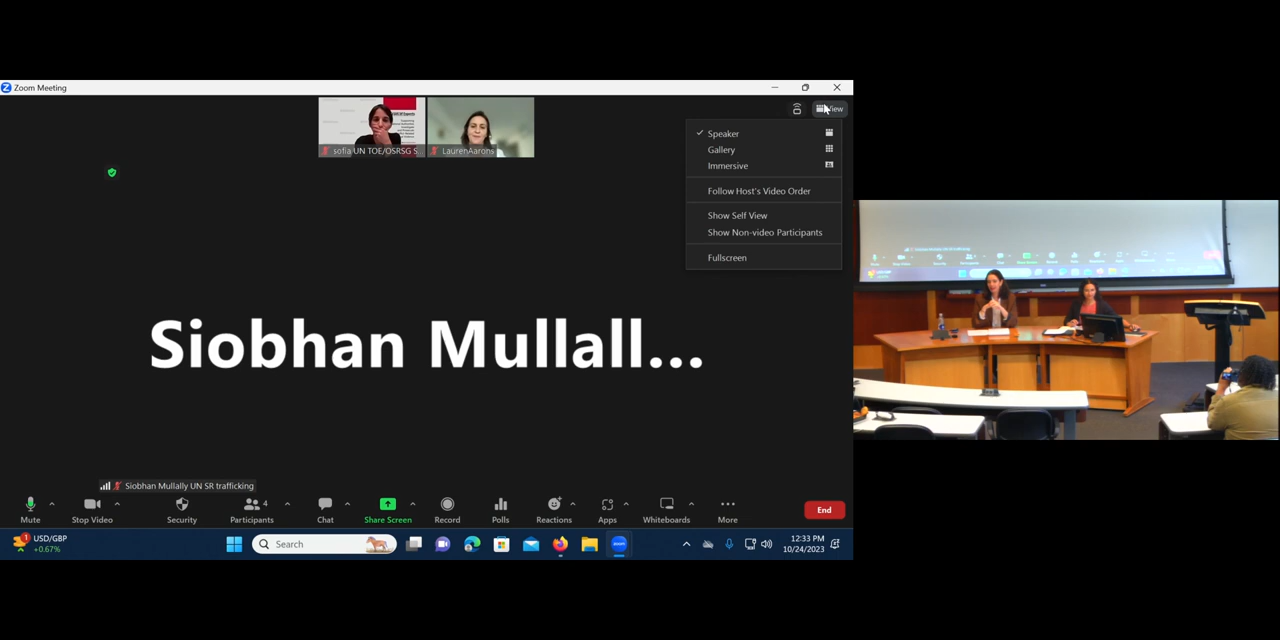 Zoom Meeting
View
sofia UN TOE/OSRSG S...
LaurenAarons
Speaker
Gallery
Immersive
Follow Host's Video Order
Show Self View
Show Non-video Participants
Fullscreen
Siobhan Mullall...
Siobhan Mullally UN SR trafficking
Mute
Stop Video
Security
4
Participants
Chat
Share Screen
Record
Polls
Reactions
Apps
Whiteboards
More
End
1
USD/GBP
+0.67%
Search
zoom
12:33 PM
10/24/2023